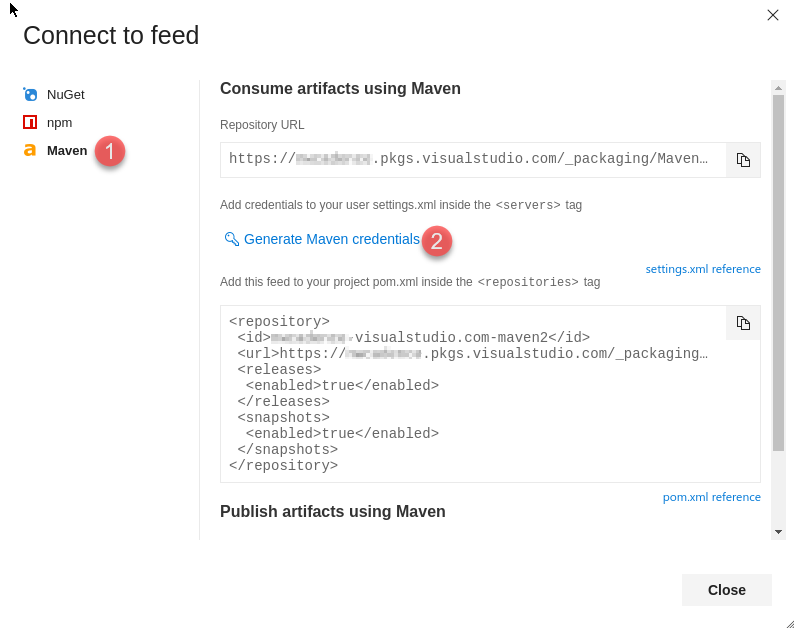 Connect to feed
NuGet
npm
Maven 1
Consume artifacts using Maven
Repository URL
https://.pkgs.visualstudio.com/_packaging/Maven…
Add credentials to your user settings.xml inside the <servers> tag
Generate Maven credentials 2
settings.xml reference
Add this feed to your project pom.xml inside the <repositories> tag
<repository>
<id>-visualstudio.com-maven2</id>
<url>https://.pkgs.visualstudio.com/_packaging…
<releases>
<enabled>true</enabled>
</releases>
<snapshots>
<enabled>true</enabled>
</snapshots>
</repository>
pom.xml reference
Publish artifacts using Maven
Close